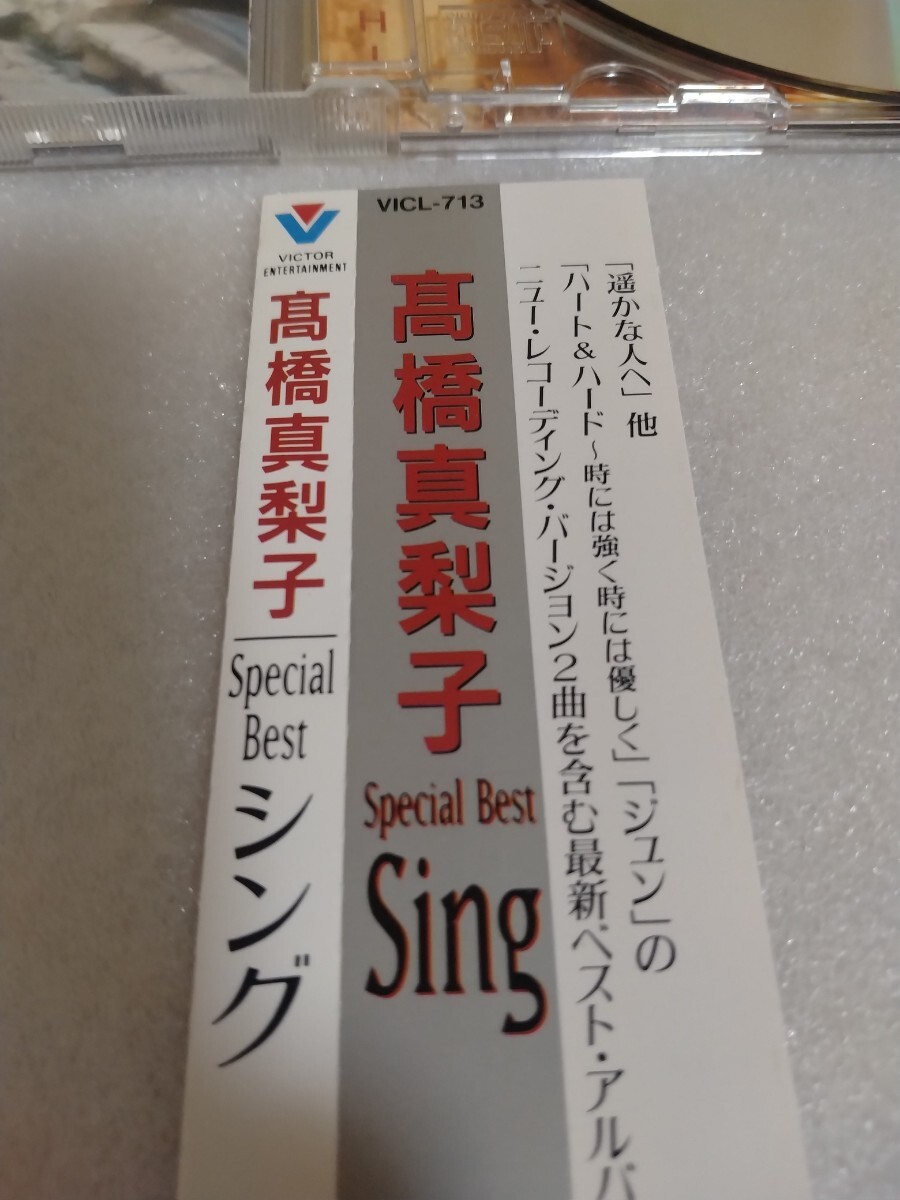 VICTOR
ENTERTAINMENT
髙橋真梨子
Special
Best
シング
VICL-713
髙橋真梨子
Special Best
Sing
「遥かな人へ」他
「ハート&ハード〜時には強く時には優しく」「ジュン」の
ニュー・レコーディング・バージョン2曲を含む最新ベスト・アルバ